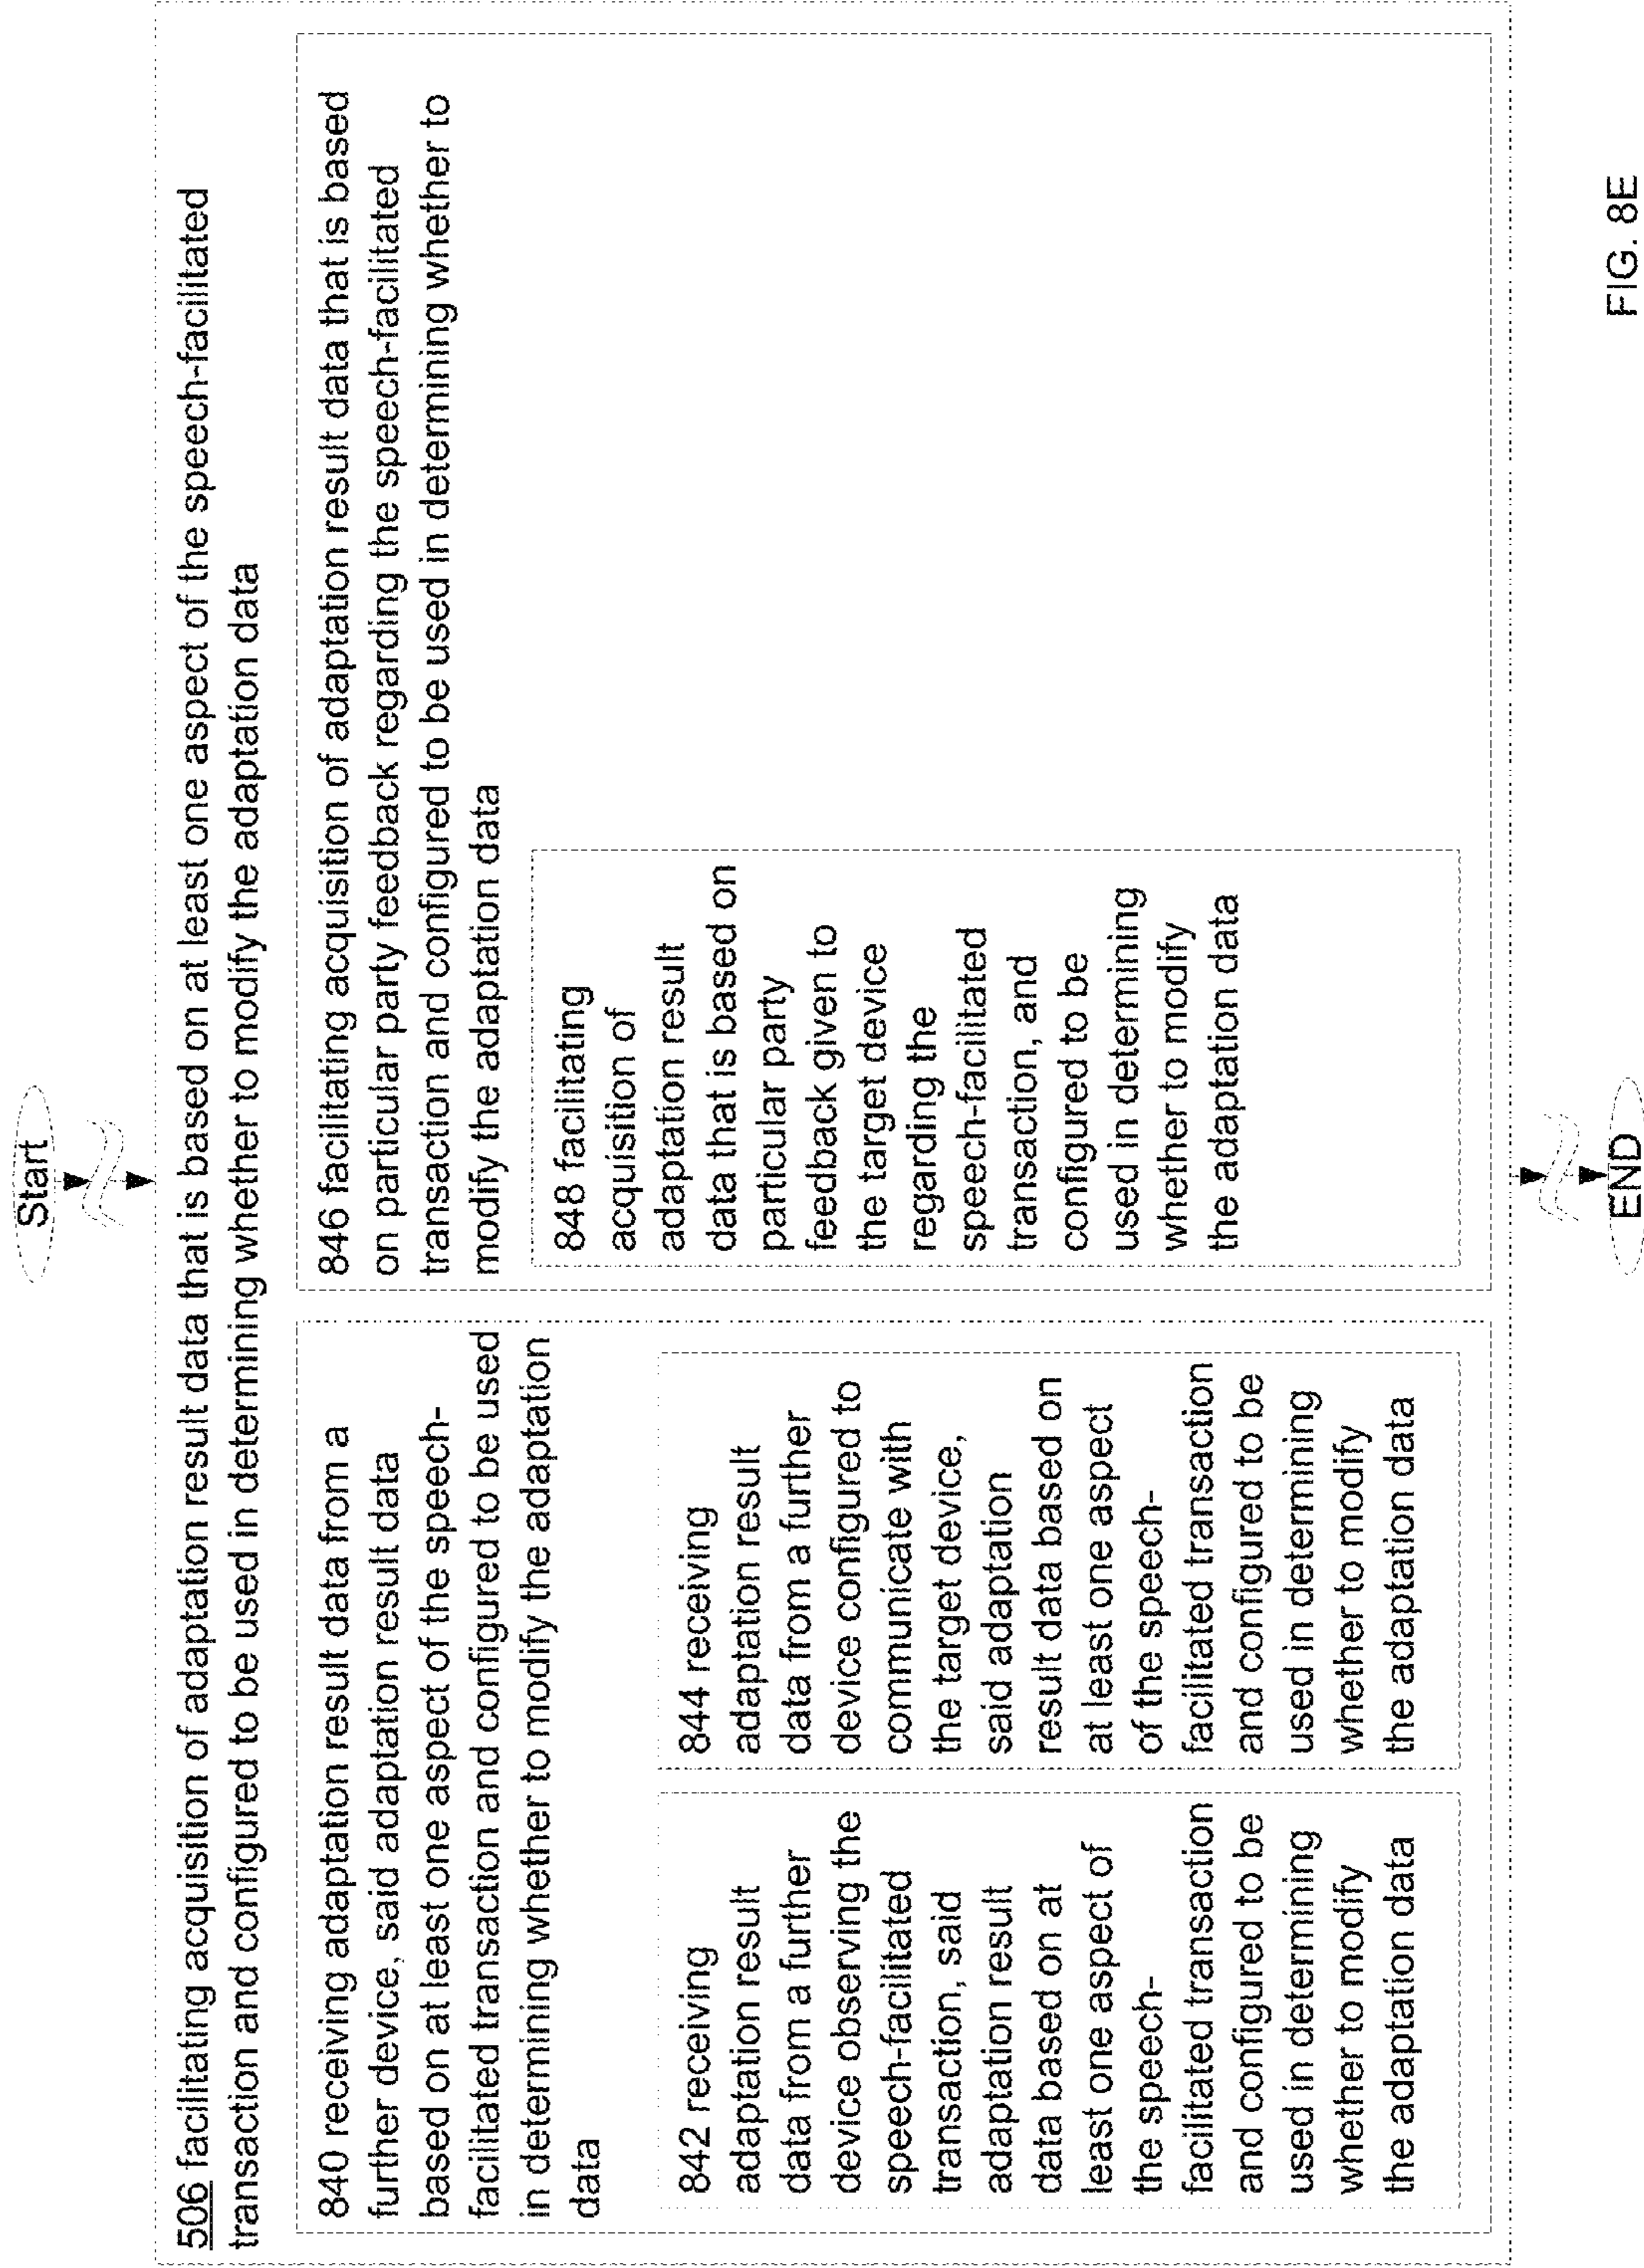 Start
506 facilitating acquisition of adaptation result data that is based on at least one aspect of the speech-facilitated
transaction and configured to be used in determining whether to modify the adaptation data
840 receiving adaptation result data from a
further device, said adaptation result data
based on at least one aspect of the speech-
facilitated transaction and configured to be used
in determining whether to modify the adaptation
data
842 receiving
adaptation result
data from a further
device observing the
speech-facilitated
transaction, said
adaptation result
data based on at
least one aspect of
the speech-
facilitated transaction
and configured to be
used in determining
whether to modify
the adaptation data
844 receiving
adaptation result
data from a further
device configured to
communicate with
the target device,
said adaptation
result data based on
at least one aspect
of the speech-
facilitated transaction
and configured to be
used in determining
whether to modify
the adaptation data
846 facilitating acquisition of adaptation result data that is based
on particular party feedback regarding the speech-facilitated
transaction and configured to be used in determining whether to
modify the adaptation data
848 facilitating
acquisition of
adaptation result
data that is based on
particular party
feedback given to
the target device
regarding the
speech-facilitated
transaction, and
configured to be
used in determining
whether to modify
the adaptation data
END
FIG. 8E